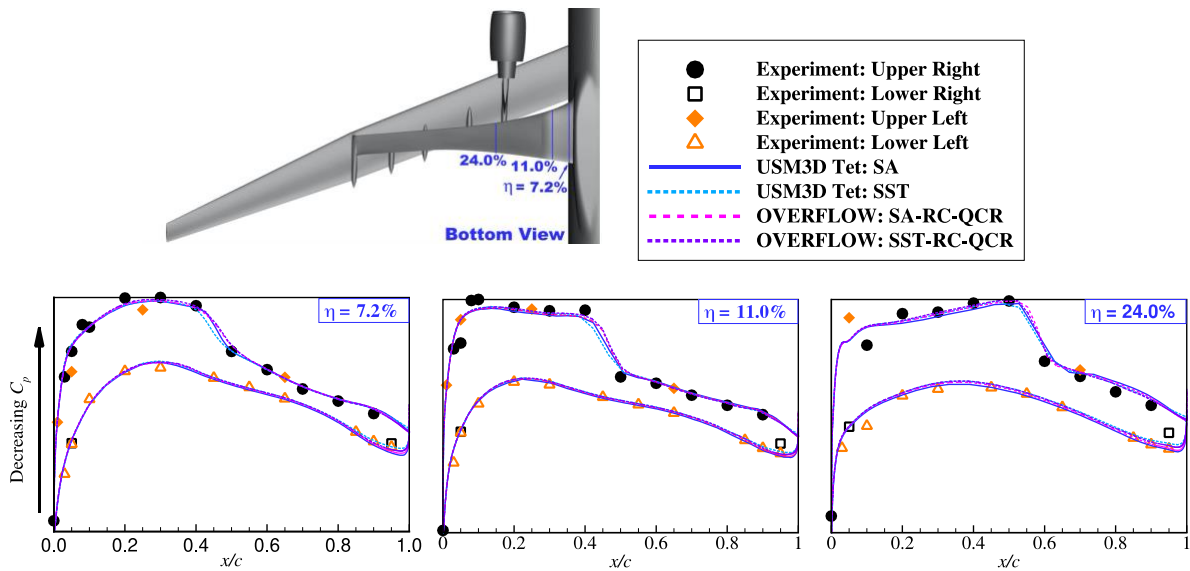 24.0%
11.0%
η = 7.2%
Bottom View
Experiment: Upper Right
Experiment: Lower Right
Experiment: Upper Left
Experiment: Lower Left
USM3D Tet: SA
USM3D Tet: SST
OVERFLOW: SA-RC-QCR
OVERFLOW: SST-RC-QCR
Decreasing Cp
η = 7.2%
0.0 0.2 0.4 0.6 0.8 1.0
x/c
η = 11.0%
0 0.2 0.4 0.6 0.8 1
x/c
η = 24.0%
0 0.2 0.4 0.6 0.8 1
x/c